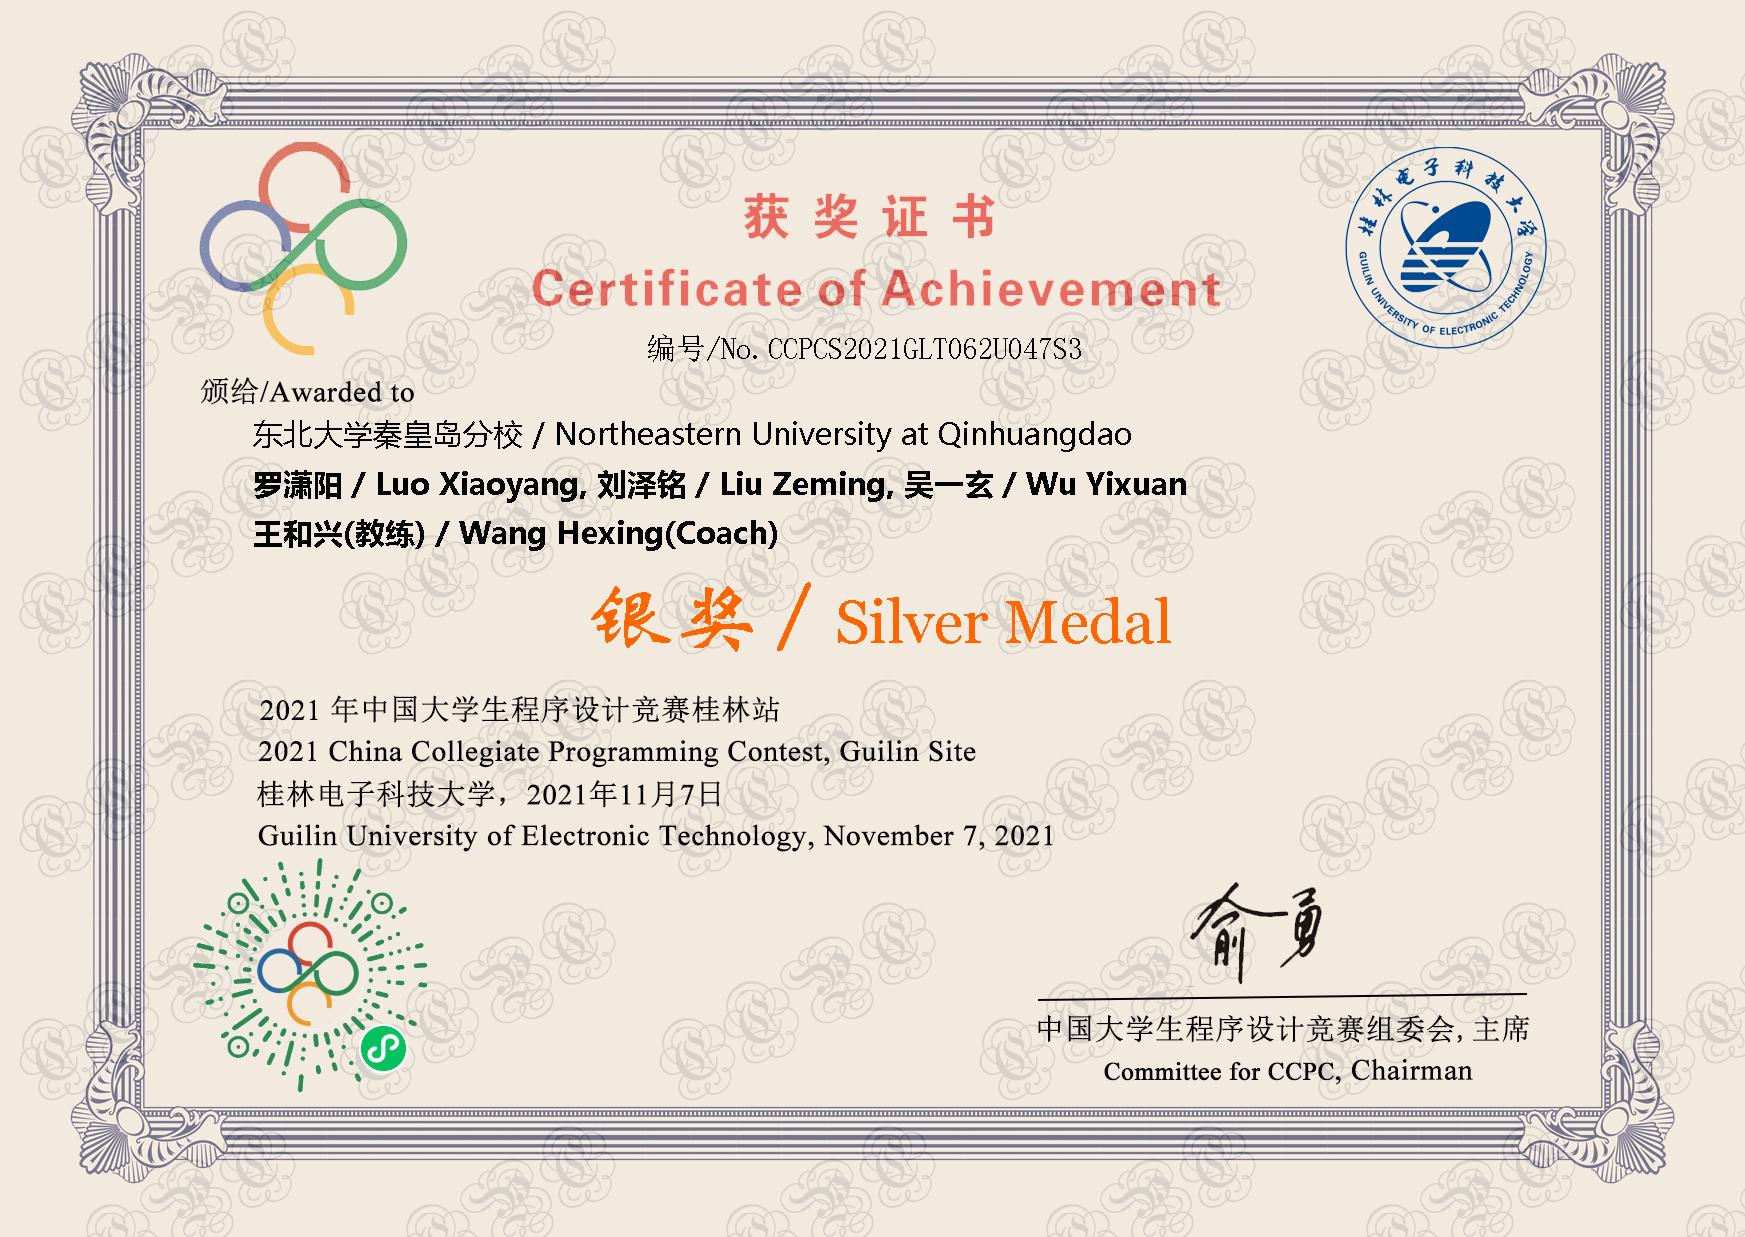 获奖证书
Certificate of Achievement
编号/No. CCPCS2021GLT062U047S3
桂林电子科技大学
GUILIN UNIVERSITY OF ELECTRONIC TECHNOLOGY
颁给/Awarded to
东北大学秦皇岛分校 / Northeastern University at Qinhuangdao
罗潇阳 / Luo Xiaoyang, 刘泽铭 / Liu Zeming, 吴一玄 / Wu Yixuan
王和兴(教练) / Wang Hexing(Coach)
银奖 / Silver Medal
2021 年中国大学生程序设计竞赛桂林站
2021 China Collegiate Programming Contest, Guilin Site
桂林电子科技大学，2021年11月7日
Guilin University of Electronic Technology, November 7, 2021
俞勇
中国大学生程序设计竞赛组委会, 主席
Committee for CCPC, Chairman